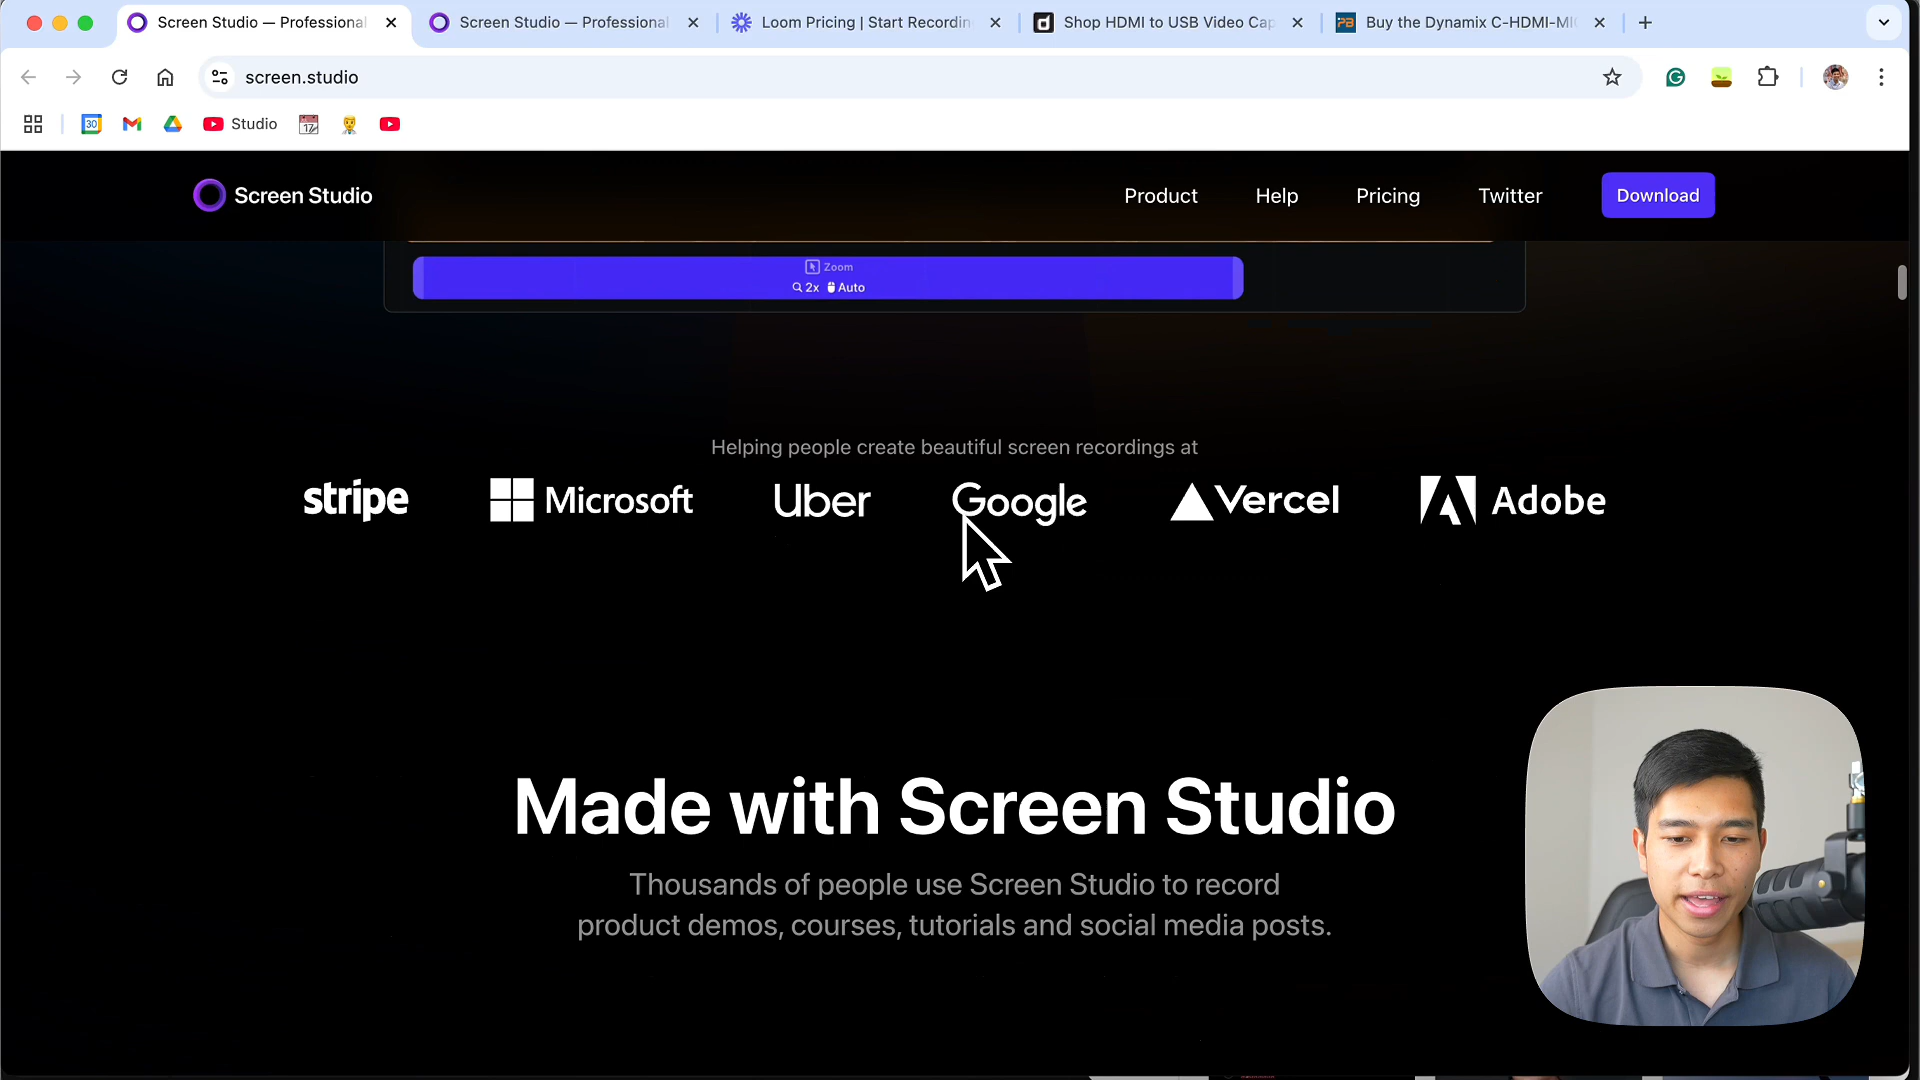 Screen Studio — Professional
Screen Studio — Professional
Loom Pricing | Start Recordin
Shop HDMI to USB Video Cap
Buy the Dynamix C-HDMI-MI
screen.studio
30
Studio
17
Screen Studio
Product
Help
Pricing
Twitter
Download
Zoom
2x Auto
Helping people create beautiful screen recordings at
stripe
Microsoft
Uber
Google
Vercel
Adobe
Made with Screen Studio
Thousands of people use Screen Studio to record
product demos, courses, tutorials and social media posts.